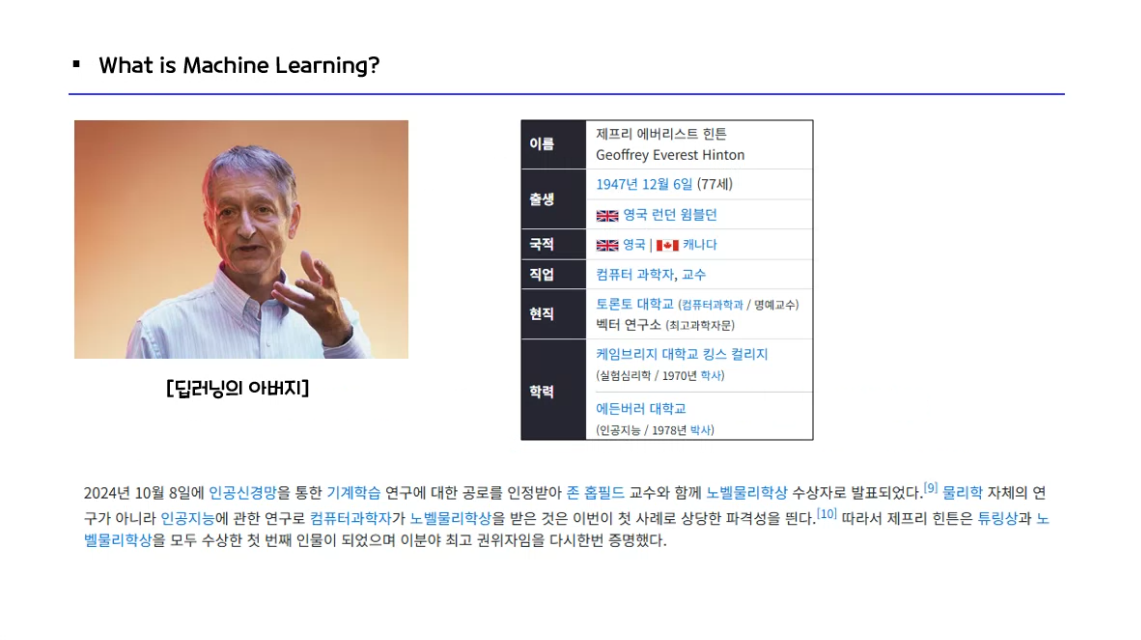 ▪ What is Machine Learning?
[딥러닝의 아버지]
이름
제프리 에버리스트 힌튼
Geoffrey Everest Hinton
출생
1947년 12월 6일 (77세)
영국 런던 윔블던
국적
영국 | 캐나다
직업
컴퓨터 과학자, 교수
현직
토론토 대학교 (컴퓨터과학과 / 명예교수)
벡터 연구소 (최고과학자문)
학력
케임브리지 대학교 킹스 컬리지
(실험심리학 / 1970년 학사)
에든버러 대학교
(인공지능 / 1978년 박사)
2024년 10월 8일에 인공신경망을 통한 기계학습 연구에 대한 공로를 인정받아 존 홉필드 교수와 함께 노벨물리학상 수상자로 발표되었다.[9] 물리학 자체의 연
구가 아니라 인공지능에 관한 연구로 컴퓨터과학자가 노벨물리학상을 받은 것은 이번이 첫 사례로 상당한 파격성을 띈다.[10] 따라서 제프리 힌튼은 튜링상과 노
벨물리학상을 모두 수상한 첫 번째 인물이 되었으며 이분야 최고 권위자임을 다시한번 증명했다.